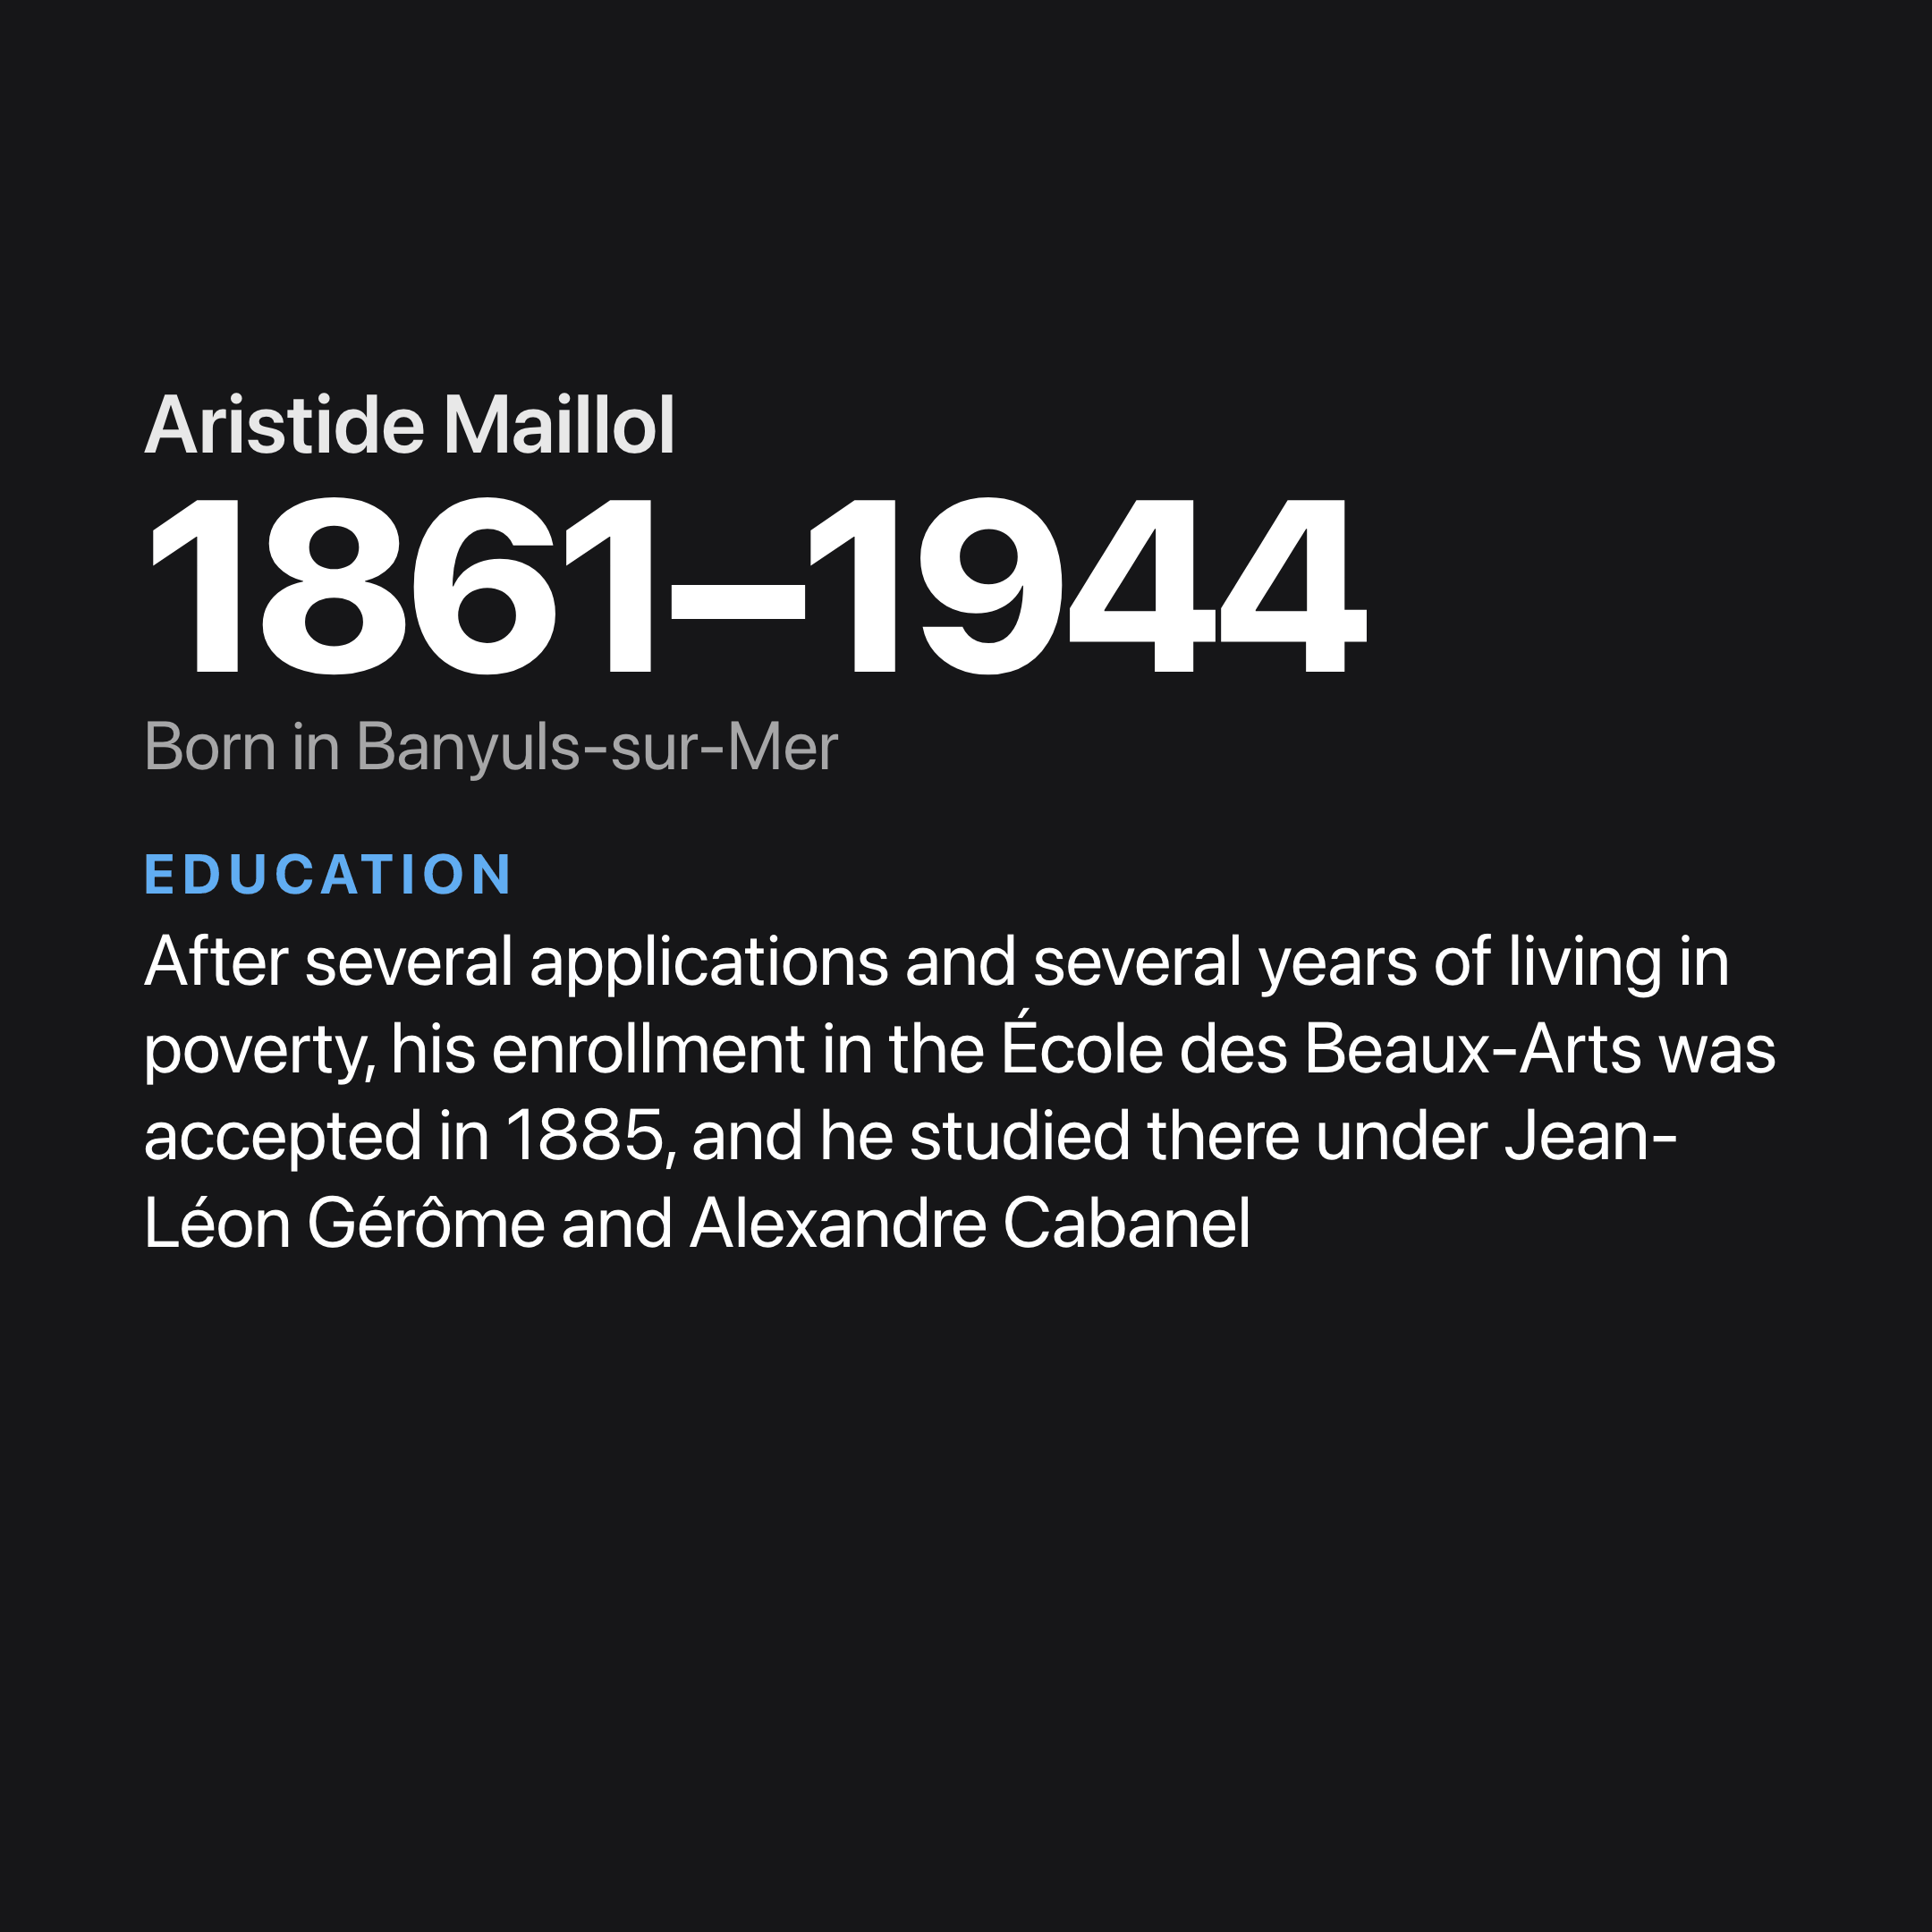 Aristide Maillol
1861–1944
Born in Banyuls-sur-Mer
EDUCATION
After several applications and several years of living in
poverty, his enrollment in the École des Beaux-Arts was
accepted in 1885, and he studied there under Jean-
Léon Gérôme and Alexandre Cabanel